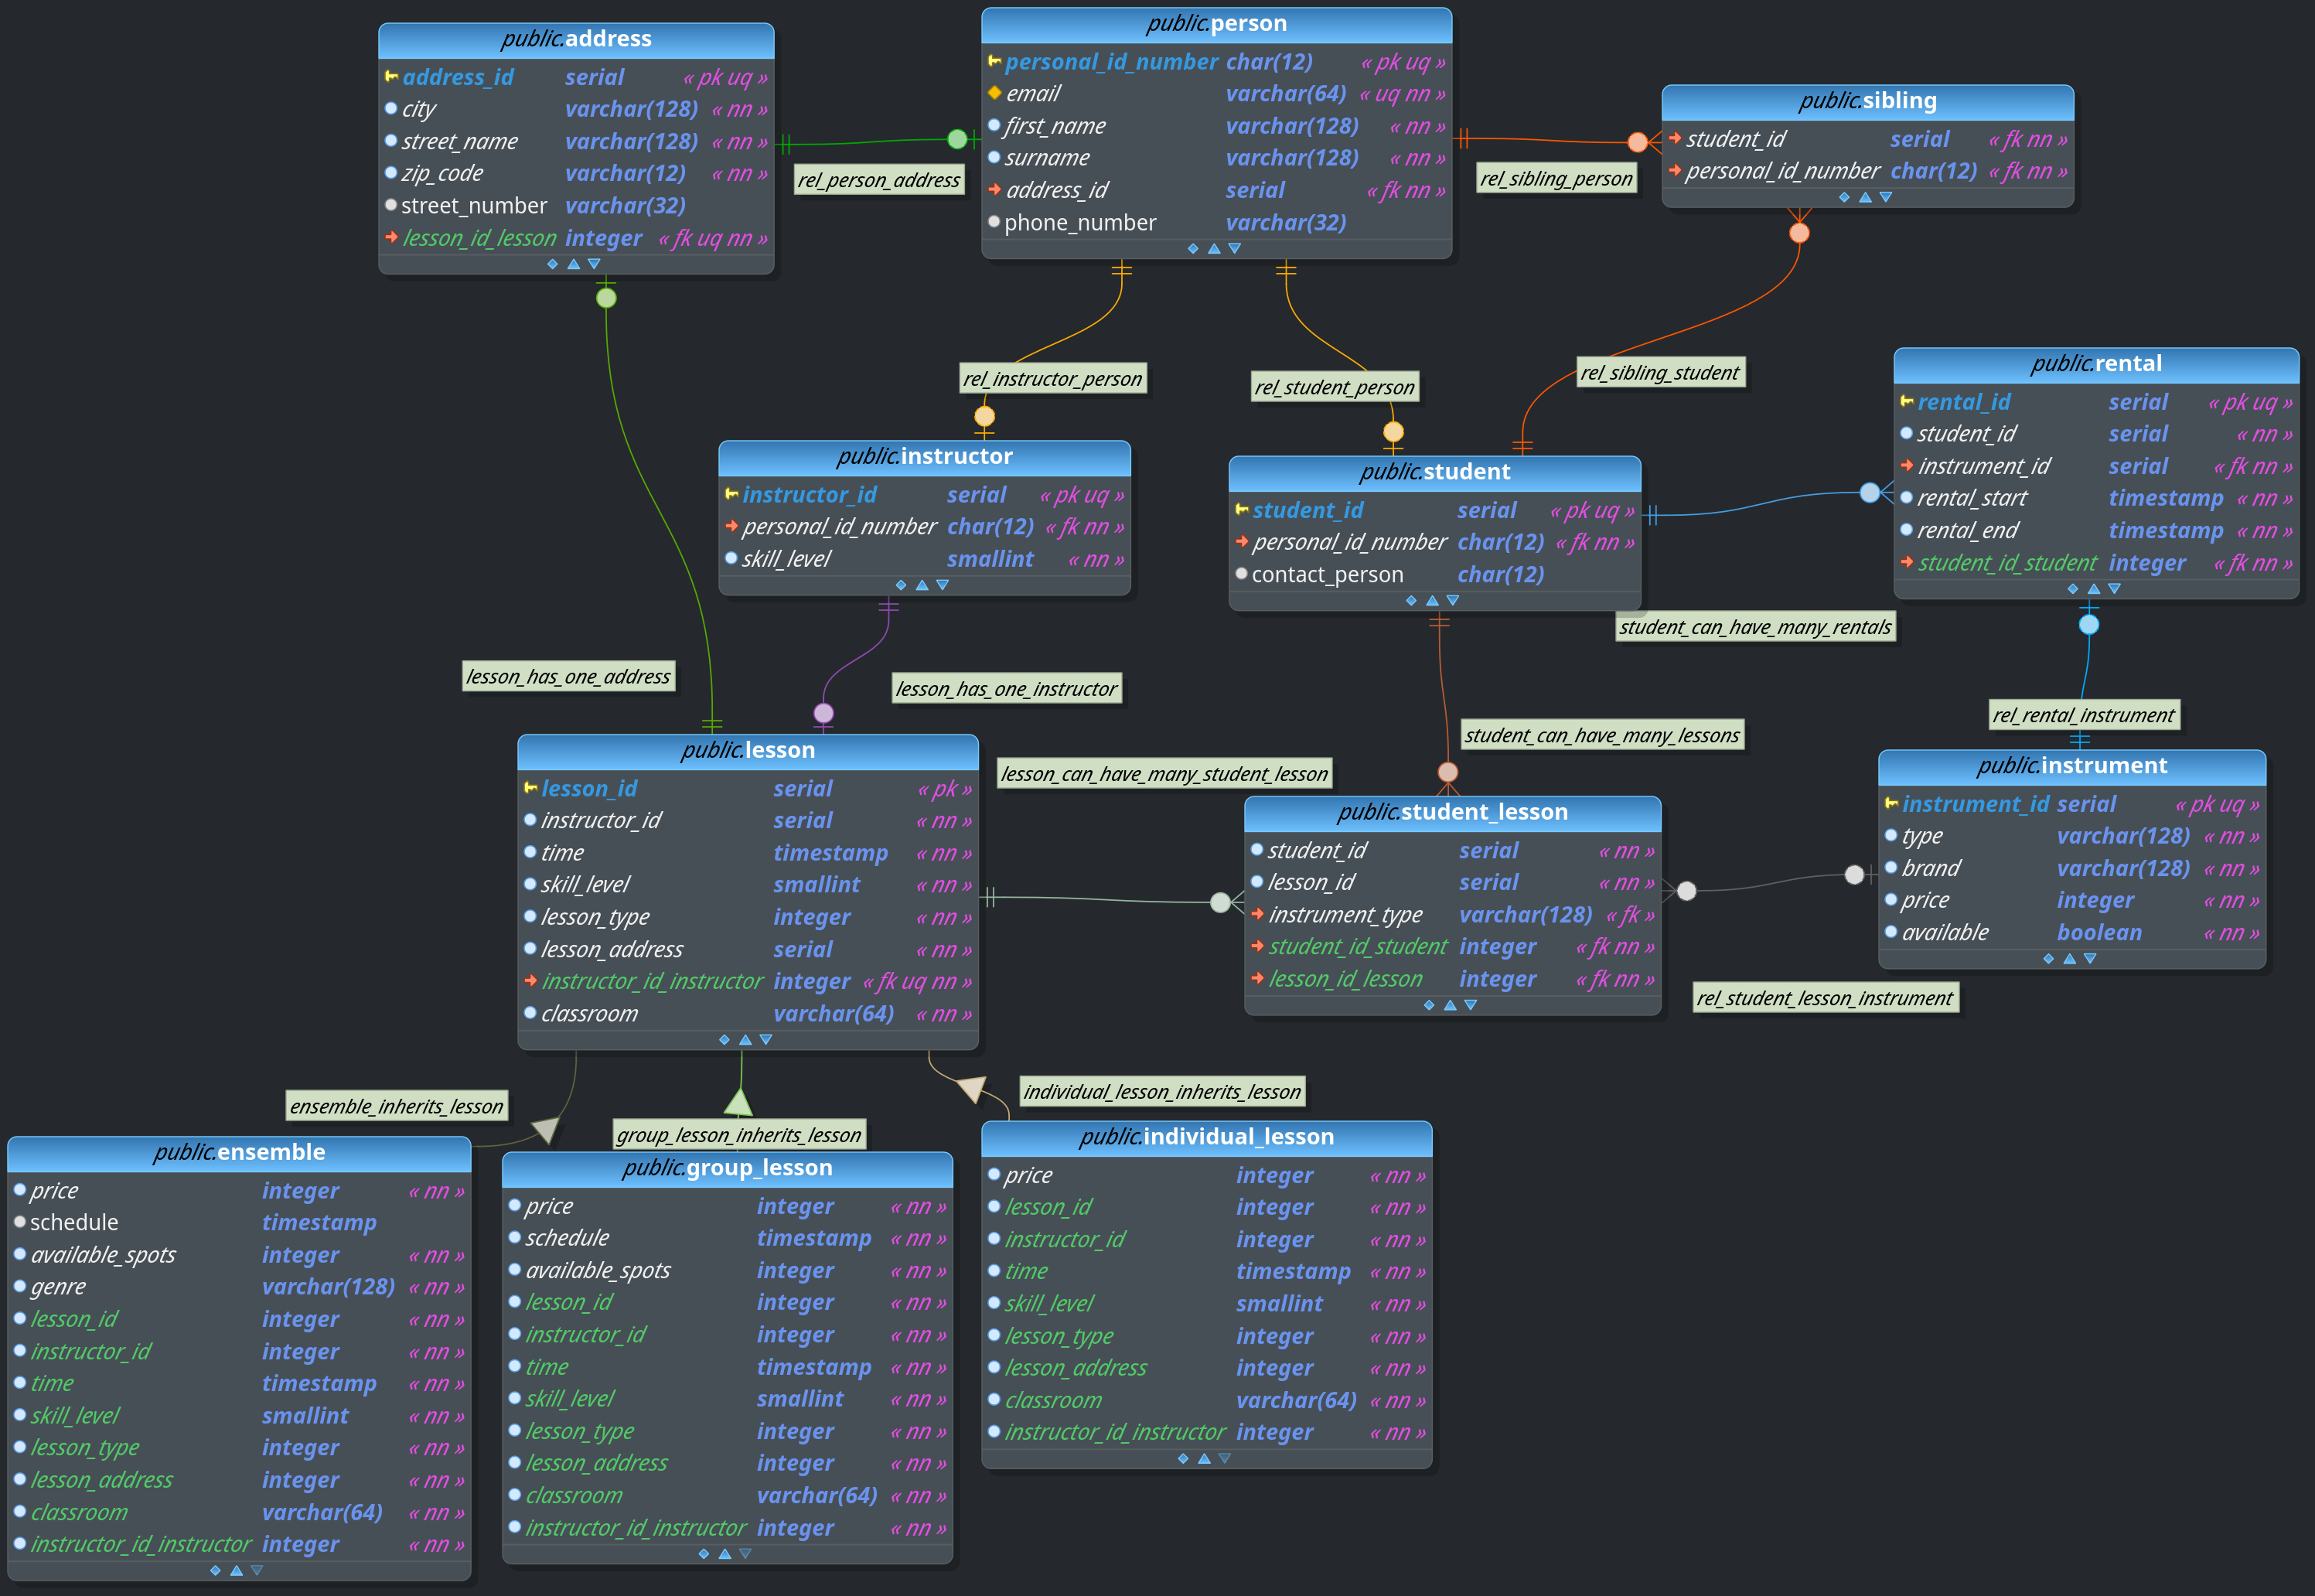 public.address
address_id serial « pk uq »
city varchar(128) « nn »
street_name varchar(128) « nn »
zip_code varchar(12) « nn »
street_number varchar(32)
lesson_id_lesson integer « fk uq nn »
public.person
personal_id_number char(12) « pk uq »
email varchar(64) « uq nn »
first_name varchar(128) « nn »
surname varchar(128) « nn »
address_id serial « fk nn »
phone_number varchar(32)
public.sibling
student_id serial « fk nn »
personal_id_number char(12) « fk nn »
rel_person_address
rel_sibling_person
rel_instructor_person
rel_student_person
rel_sibling_student
public.rental
rental_id serial « pk uq »
student_id serial « nn »
instrument_id serial « fk nn »
rental_start timestamp « nn »
rental_end timestamp « nn »
student_id_student integer « fk nn »
public.instructor
instructor_id serial « pk uq »
personal_id_number char(12) « fk nn »
skill_level smallint « nn »
public.student
student_id serial « pk uq »
personal_id_number char(12) « fk nn »
contact_person char(12)
student_can_have_many_rentals
lesson_has_one_address
lesson_has_one_instructor
rel_rental_instrument
student_can_have_many_lessons
lesson_can_have_many_student_lesson
public.lesson
lesson_id serial « pk »
instructor_id serial « nn »
time timestamp « nn »
skill_level smallint « nn »
lesson_type integer « nn »
lesson_address serial « nn »
instructor_id_instructor integer « fk uq nn »
classroom varchar(64) « nn »
public.student_lesson
student_id serial « nn »
lesson_id serial « nn »
instrument_type varchar(128) « fk »
student_id_student integer « fk nn »
lesson_id_lesson integer « fk nn »
public.instrument
instrument_id serial « pk uq »
type varchar(128) « nn »
brand varchar(128) « nn »
price integer « nn »
available boolean « nn »
rel_student_lesson_instrument
ensemble_inherits_lesson
group_lesson_inherits_lesson
individual_lesson_inherits_lesson
public.ensemble
price integer « nn »
schedule timestamp
available_spots integer « nn »
genre varchar(128) « nn »
lesson_id integer « nn »
instructor_id integer « nn »
time timestamp « nn »
skill_level smallint « nn »
lesson_type integer « nn »
lesson_address integer « nn »
classroom varchar(64) « nn »
instructor_id_instructor integer « nn »
public.group_lesson
price integer « nn »
schedule timestamp « nn »
available_spots integer « nn »
lesson_id integer « nn »
instructor_id integer « nn »
time timestamp « nn »
skill_level smallint « nn »
lesson_type integer « nn »
lesson_address integer « nn »
classroom varchar(64) « nn »
instructor_id_instructor integer « nn »
public.individual_lesson
price integer « nn »
lesson_id integer « nn »
instructor_id integer « nn »
time timestamp « nn »
skill_level smallint « nn »
lesson_type integer « nn »
lesson_address integer « nn »
classroom varchar(64) « nn »
instructor_id_instructor integer « nn »